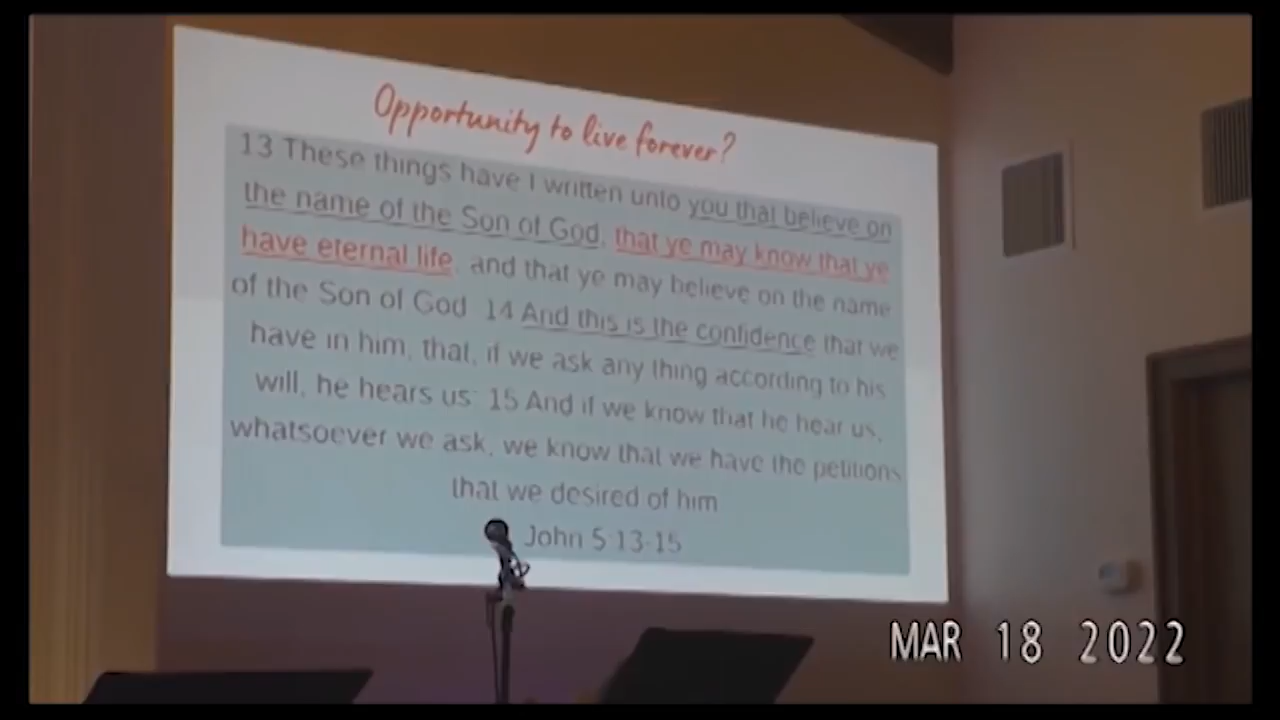 Opportunity to live forever?
13 These things have I written unto you that believe on
the name of the Son of God, that ye may know that ye
have eternal life, and that ye may believe on the name
of the Son of God 14 And this is the confidence that we
have in him, that, if we ask any thing according to his
will, he hears us: 15 And if we know that he hear us,
whatsoever we ask, we know that we have the petitions
that we desired of him
John 5:13-15
MAR 18 2022